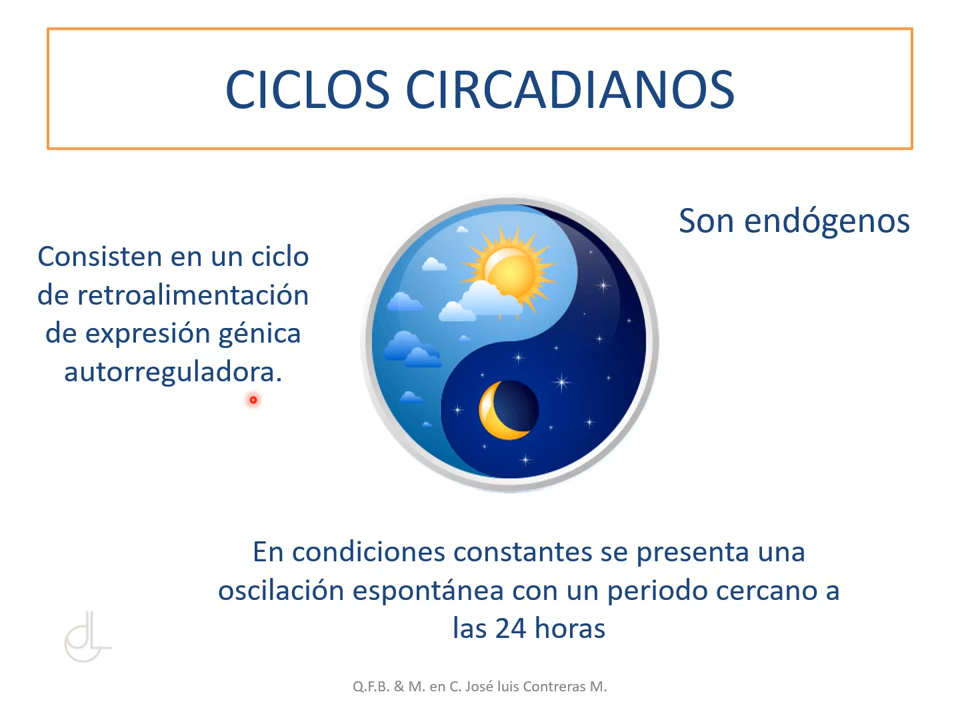 CICLOS CIRCADIANOS
Son endógenos
Consisten en un ciclo
de retroalimentación
de expresión génica
autorreguladora.
En condiciones constantes se presenta una
oscilación espontánea con un periodo cercano a
las 24 horas
Q.F.B. & M. en C. José luis Contreras M.